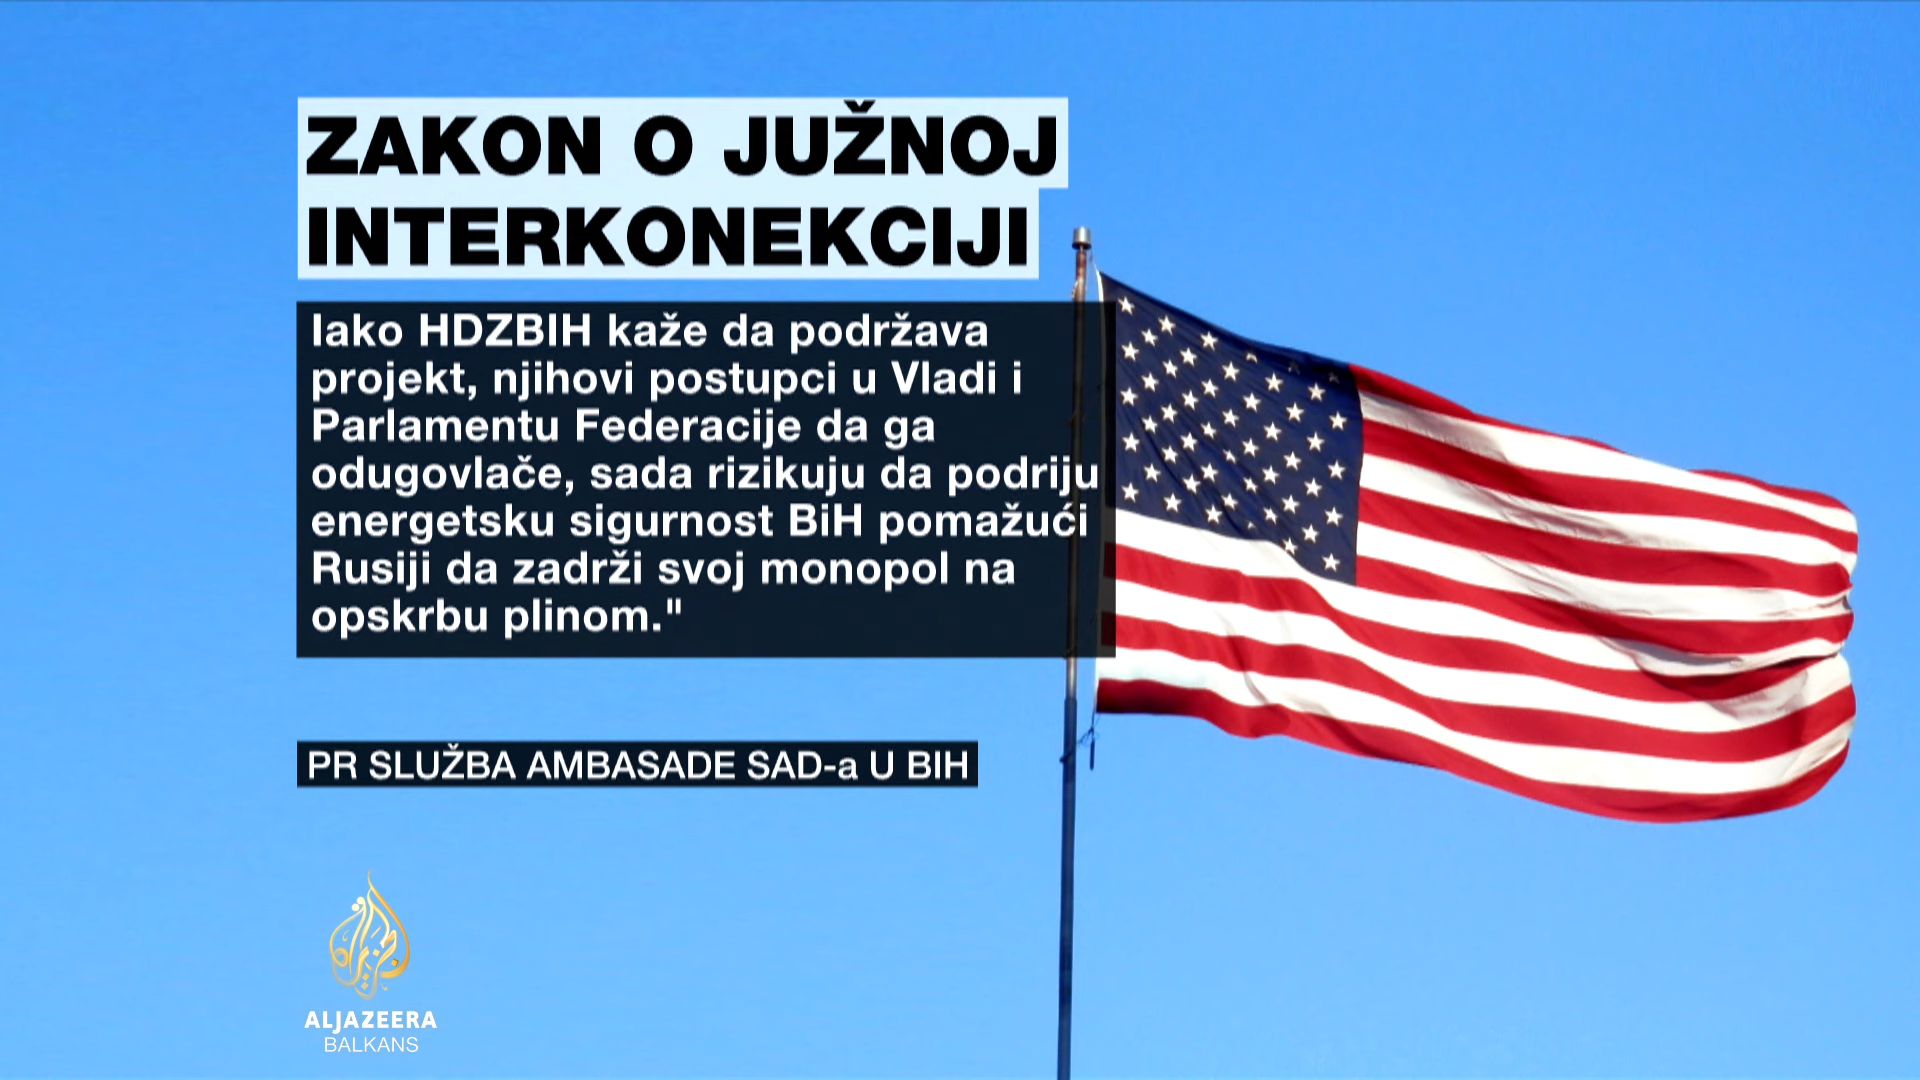 ZAKON O JUŽNOJ
INTERKONEKCIJI
Iako HDZBIH kaže da podržava
projekt, njihovi postupci u Vladi i
Parlamentu Federacije da ga
odugovlače, sada rizikuju da podriju
energetsku sigurnost BiH pomažući
Rusiji da zadrži svoj monopol na
opskrbu plinom."
PR SLUŽBA AMBASADE SAD-a U BIH
ALJAZEERA
BALKANS